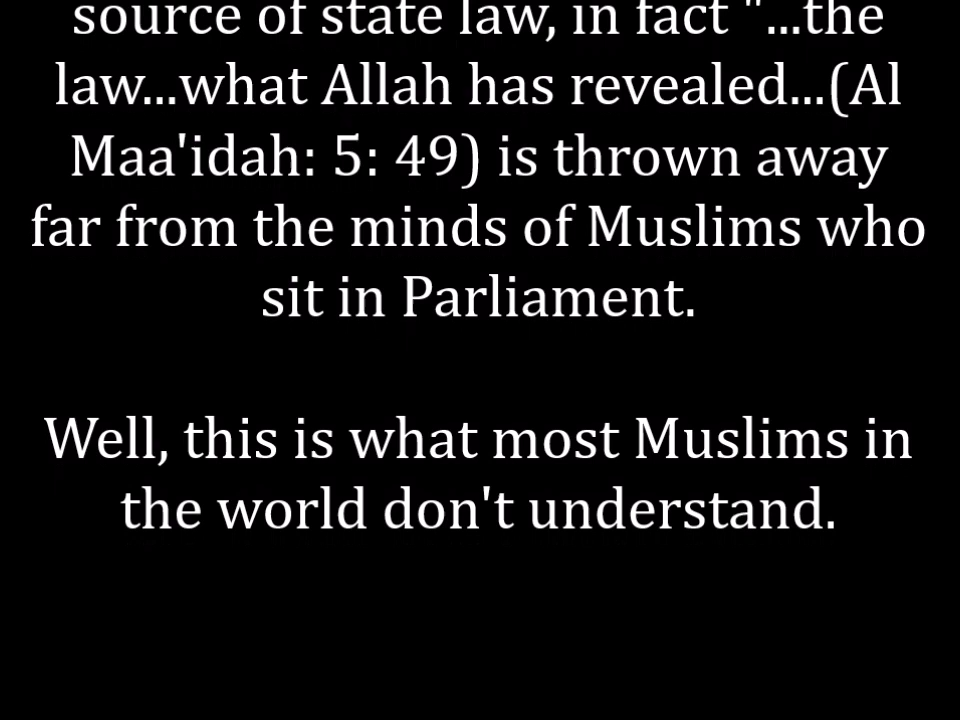 source of state law, in fact "...the
law...what Allah has revealed...(Al
Maa'idah: 5: 49) is thrown away
far from the minds of Muslims who
sit in Parliament.
Well, this is what most Muslims in
the world don't understand.